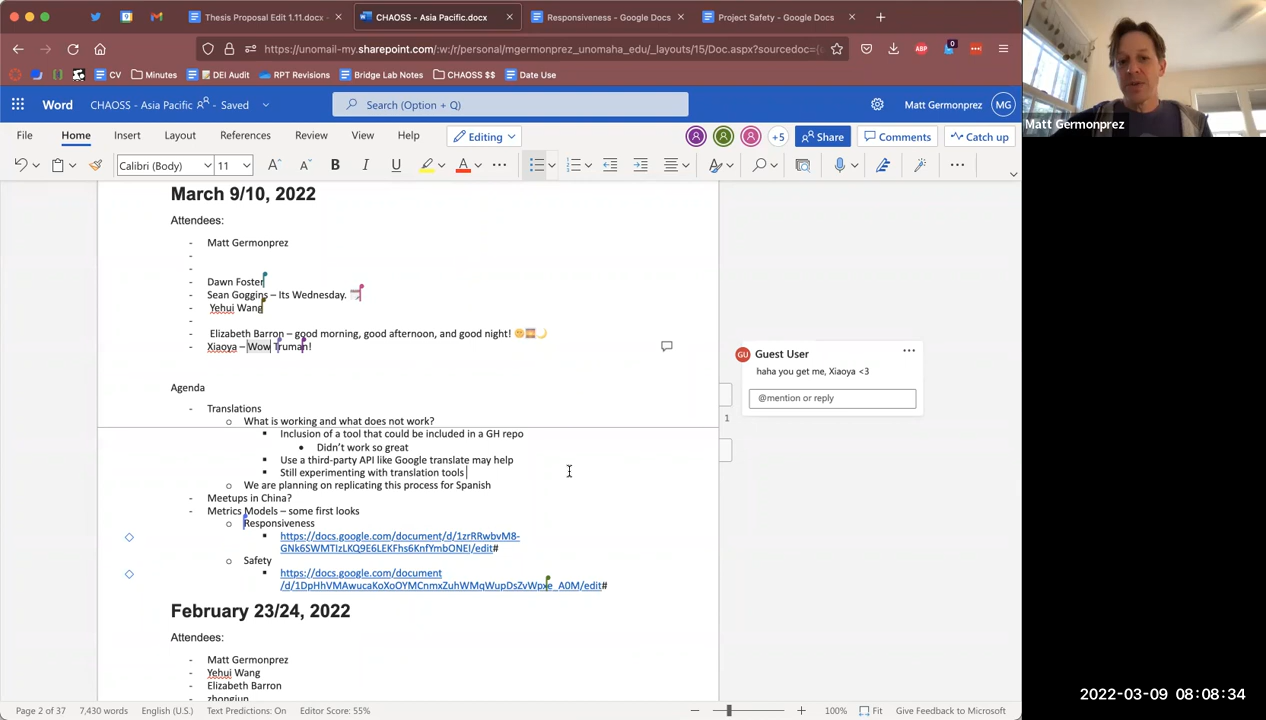 Thesis Proposal Edit 1.11.docx -
CHAOSS - Asia Pacific.docx
Responsiveness - Google Docs
Project Safety - Google Docs
https://unomail-my.sharepoint.com/:w:/r/personal/mgermonprez_unomaha_edu/_layouts/15/Doc.aspx?sourcedoc={
ABP
0
CV
Minutes
DEI Audit
RPT Revisions
Bridge Lab Notes
CHAOSS $$
Date Use
Matt Germonprez
Word
CHAOSS - Asia Pacific
- Saved
Search (Option + Q)
Matt Germonprez
MG
File
Home
Insert
Layout
References
Review
View
Help
Editing
+5
Share
Comments
Catch up
Calibri (Body)
11
B
I
U
A
March 9/10, 2022
Attendees:
- Matt Germonprez
-
-
- Dawn Foster
- Sean Goggins – Its Wednesday.
- Yehui Wang
-
- Elizabeth Barron – good morning, good afternoon, and good night!
- Xiaoya – Wow Truman!
GU
Guest User
haha you get me, Xiaoya <3
@mention or reply
Agenda
- Translations
o What is working and what does not work?
1
▪ Inclusion of a tool that could be included in a GH repo
• Didn't work so great
▪ Use a third-party API like Google translate may help
▪ Still experimenting with translation tools
o We are planning on replicating this process for Spanish
- Meetups in China?
- Metrics Models – some first looks
o Responsiveness
▪ https://docs.google.com/document/d/1zrRRwbvM8-
GNk6SWMTIzLKQ9E6LEKFhs6KnfYmbONEI/edit#
o Safety
▪ https://docs.google.com/document
/d/1DpHhVMAwucaKoXoOYMCnmxZuhWMqWupDsZvWpxe_A0M/edit#
February 23/24, 2022
Attendees:
- Matt Germonprez
- Yehui Wang
- Elizabeth Barron
- zhongjun
Page 2 of 37
7,430 words
English (U.S.)
Text Predictions: On
Editor Score: 55%
100%
Fit
Give Feedback to Microsoft
2022-03-09 08:08:34